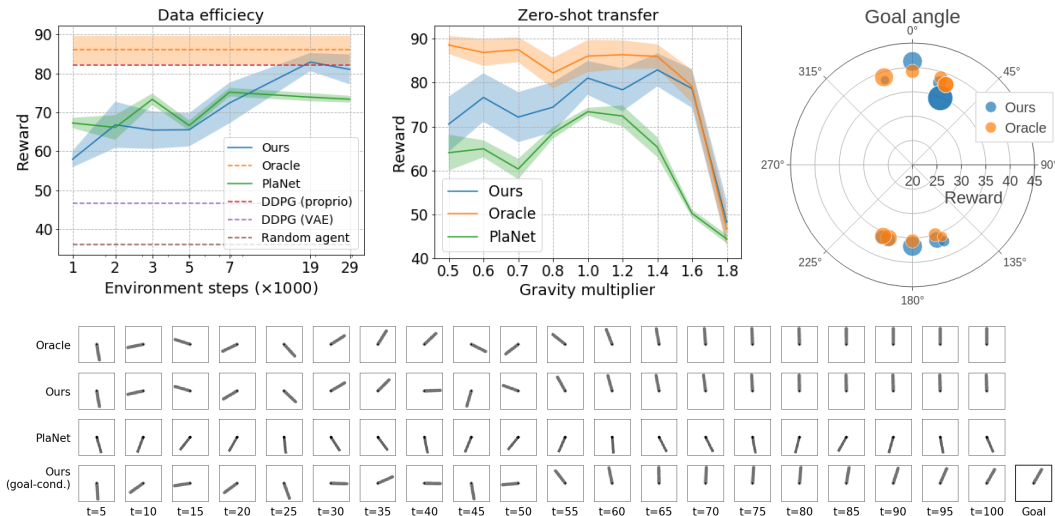 Data efficiecy
Reward
90
80
70
60
50
40
1 2 3 5 7 19 29
Environment steps (×1000)
Ours
Oracle
PlaNet
DDPG (proprio)
DDPG (VAE)
Random agent
Zero-shot transfer
Reward
90
80
70
60
50
40
0.5 0.6 0.7 0.8 1.0 1.2 1.4 1.6 1.8
Gravity multiplier
Ours
Oracle
PlaNet
Goal angle
0°
315° 45°
Ours
Oracle
270° 90°
20 25 30 35 40 45
Reward
225° 135°
180°
Oracle
Ours
PlaNet
Ours
(goal-cond.)
t=5 t=10 t=15 t=20 t=25 t=30 t=35 t=40 t=45 t=50 t=55 t=60 t=65 t=70 t=75 t=80 t=85 t=90 t=95 t=100 Goal